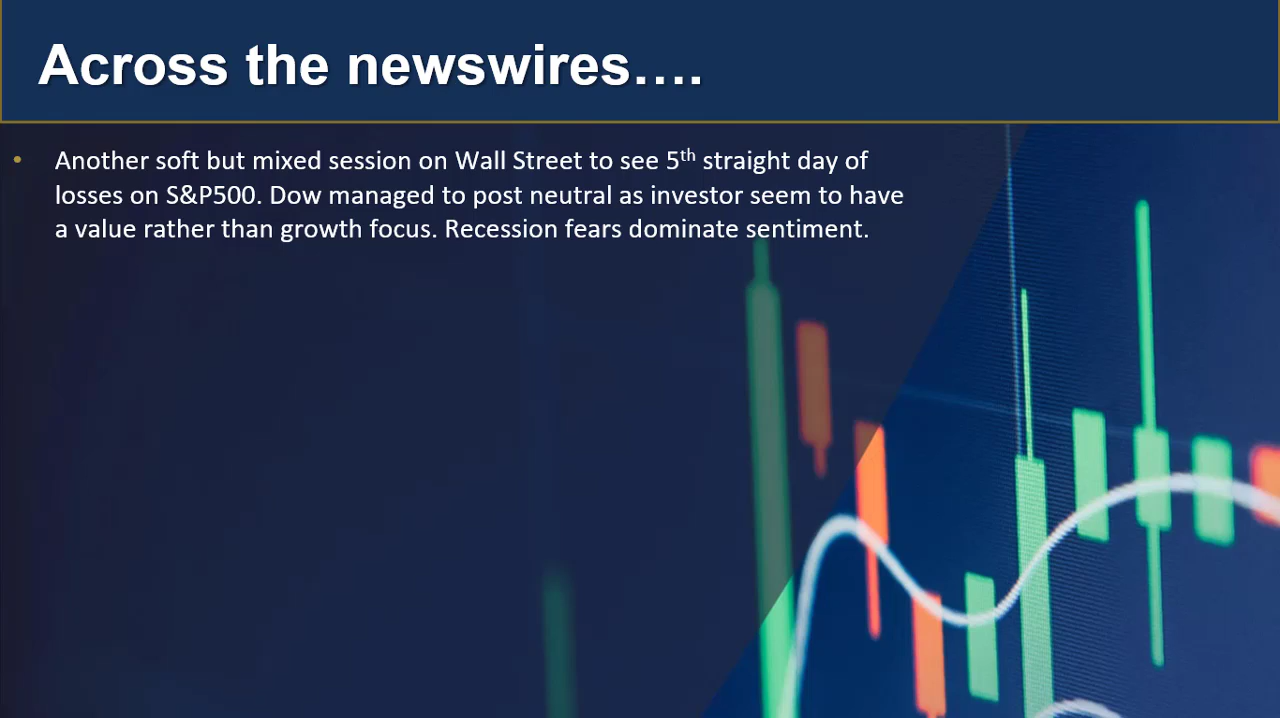 Across the newswires….
• Another soft but mixed session on Wall Street to see 5th straight day of
losses on S&P500. Dow managed to post neutral as investor seem to have
a value rather than growth focus. Recession fears dominate sentiment.